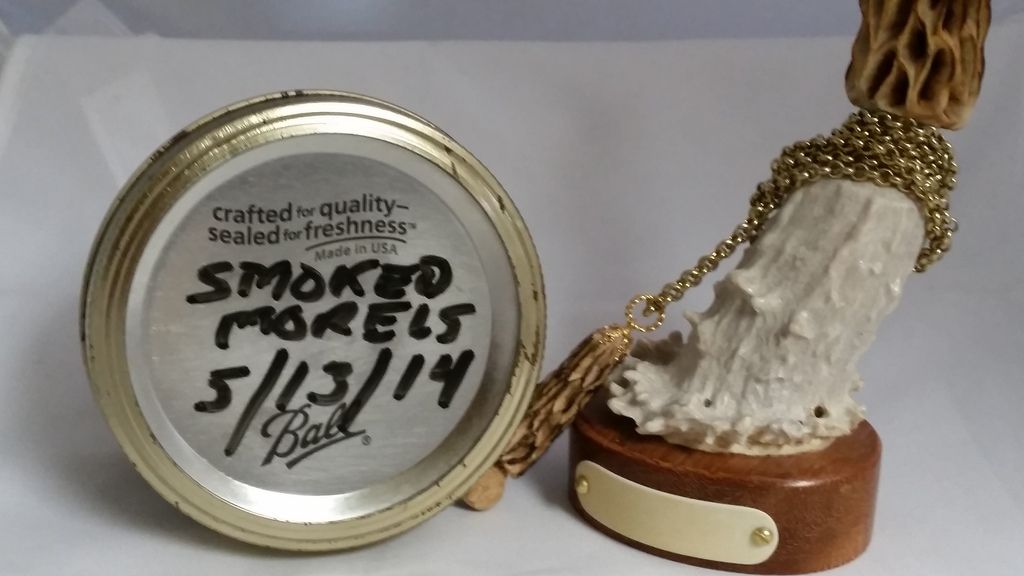 crafted for quality–
sealed for freshness™
Made in USA
SMOKED
MORELS
5/13/14
Ball®